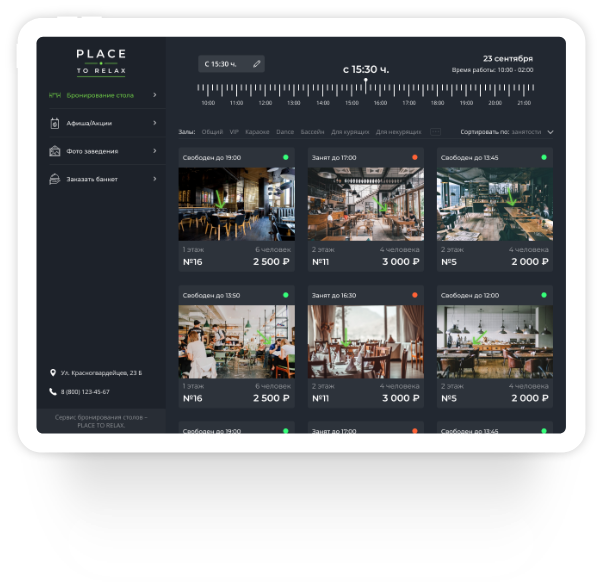 PLACE
TO RELAX
Бронирование стола
Афиша/Акции
Фото заведения
Заказать банкет
Ул. Красногвардейцев, 23 Б
8 (800) 123-45-67
Сервис бронирования столов –
PLACE TO RELAX.
С 15:30 ч.
с 15:30 ч.
23 сентября
Время работы: 10:00 - 02:00
10:00 11:00 12:00 13:00 14:00 15:00 16:00 17:00 18:00 19:00 20:00 21:00
Залы: Общий VIP Караоке Dance Бассейн Для курящих Для некурящих
Сортировать по: занятости
Свободен до 19:00
1 этаж 6 человек
№16 2 500 ₽
Занят до 17:00
2 этаж 4 человека
№11 3 000 ₽
Свободен до 13:45
2 этаж 4 человека
№5 2 000 ₽
Свободен до 13:50
1 этаж 6 человек
№16 2 500 ₽
Занят до 16:30
2 этаж 4 человека
№11 3 000 ₽
Свободен до 12:00
2 этаж 4 человека
№5 2 000 ₽
Свободен до 19:00
Занят до 17:00
Свободен до 13:45